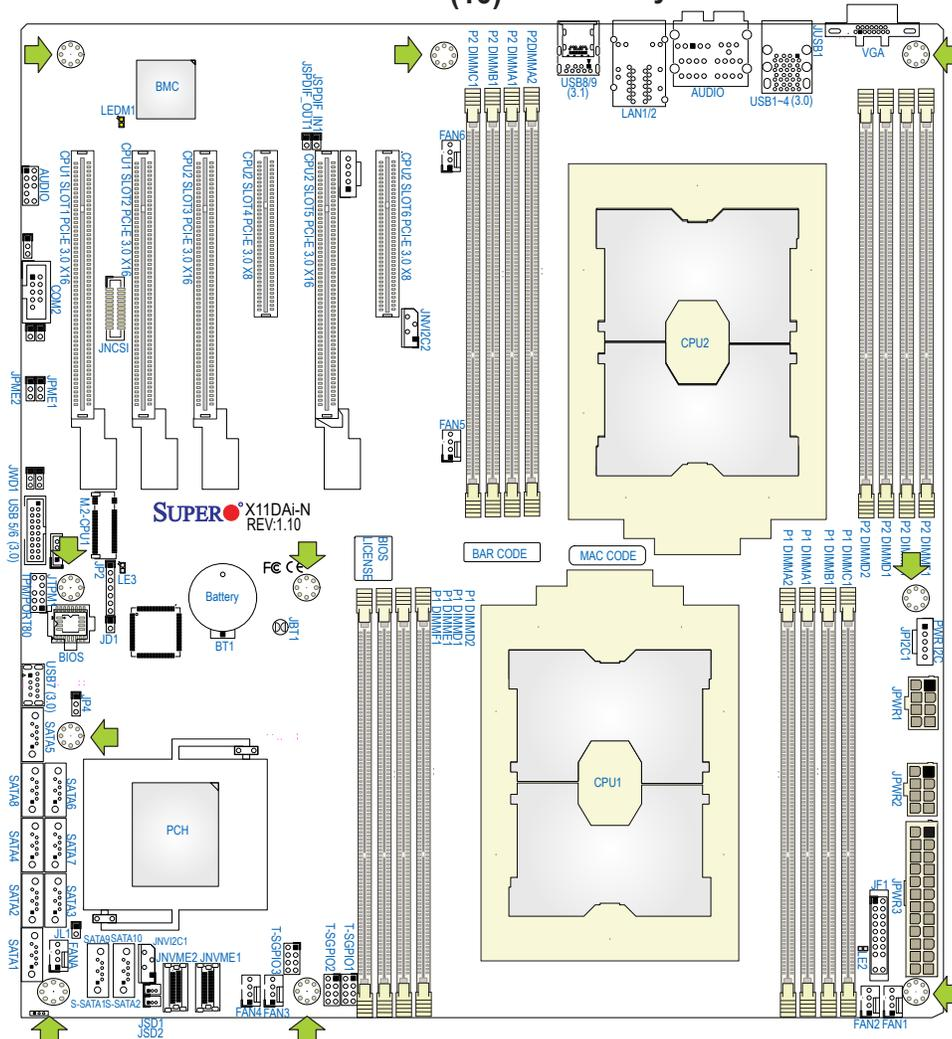 (10)
P2 DIMMC1
P2 DIMMB1
P2 DIMMA1
P2DIMMA2
USB8/9
(3.1)
LAN1/2
AUDIO
USB1~4 (3.0)
JUSB1
VGA
BMC
LEDM1
JSPDIF_OUT1
JSPDIF_IN1
FAN6
AUDIO
CPU1 SLOT1 PCI-E 3.0 X16
CPU1 SLOT2 PCI-E 3.0 X16
CPU2 SLOT3 PCI-E 3.0 X16
CPU2 SLOT4 PCI-E 3.0 X8
CPU2 SLOT5 PCI-E 3.0 X16
CPU2 SLOT6 PCI-E 3.0 X8
COM2
JNCSI
JNVI2C2
CPU2
JPME2
JPME1
FAN5
JWD1
USB 5/6 (3.0)
M.2-CPU1
SUPER
X11DAi-N
REV:1.10
BIOS
LICENSE
BAR CODE
MAC CODE
P1 DIMMA2
P1 DIMMA1
P1 DIMMB1
P1 DIMMC1
P2 DIMMD2
P2 DIMMD1
JP2
LE3
FC CE
TPM/PORT80
JD1
BIOS
Battery
BT1
JBT1
P1 DIMMF1
P1 DIMME1
P1 DIMMD1
P1 DIMMD2
PWRI2C
JPI2C1
USB7 (3.0)
JP4
SATA5
JPWR1
SATA8
SATA6
CPU1
JPWR2
SATA4
SATA7
PCH
SATA2
SATA3
JF1
JPWR3
SATA1
JL1
FANA
SATA9
SATA10
JNVI2C1
JNVME2
JNVME1
T-SGPIO3
T-SGPIO2
T-SGPIO1
LE2
S-SATA1
S-SATA2
JSD1
JSD2
FAN4
FAN3
FAN2
FAN1